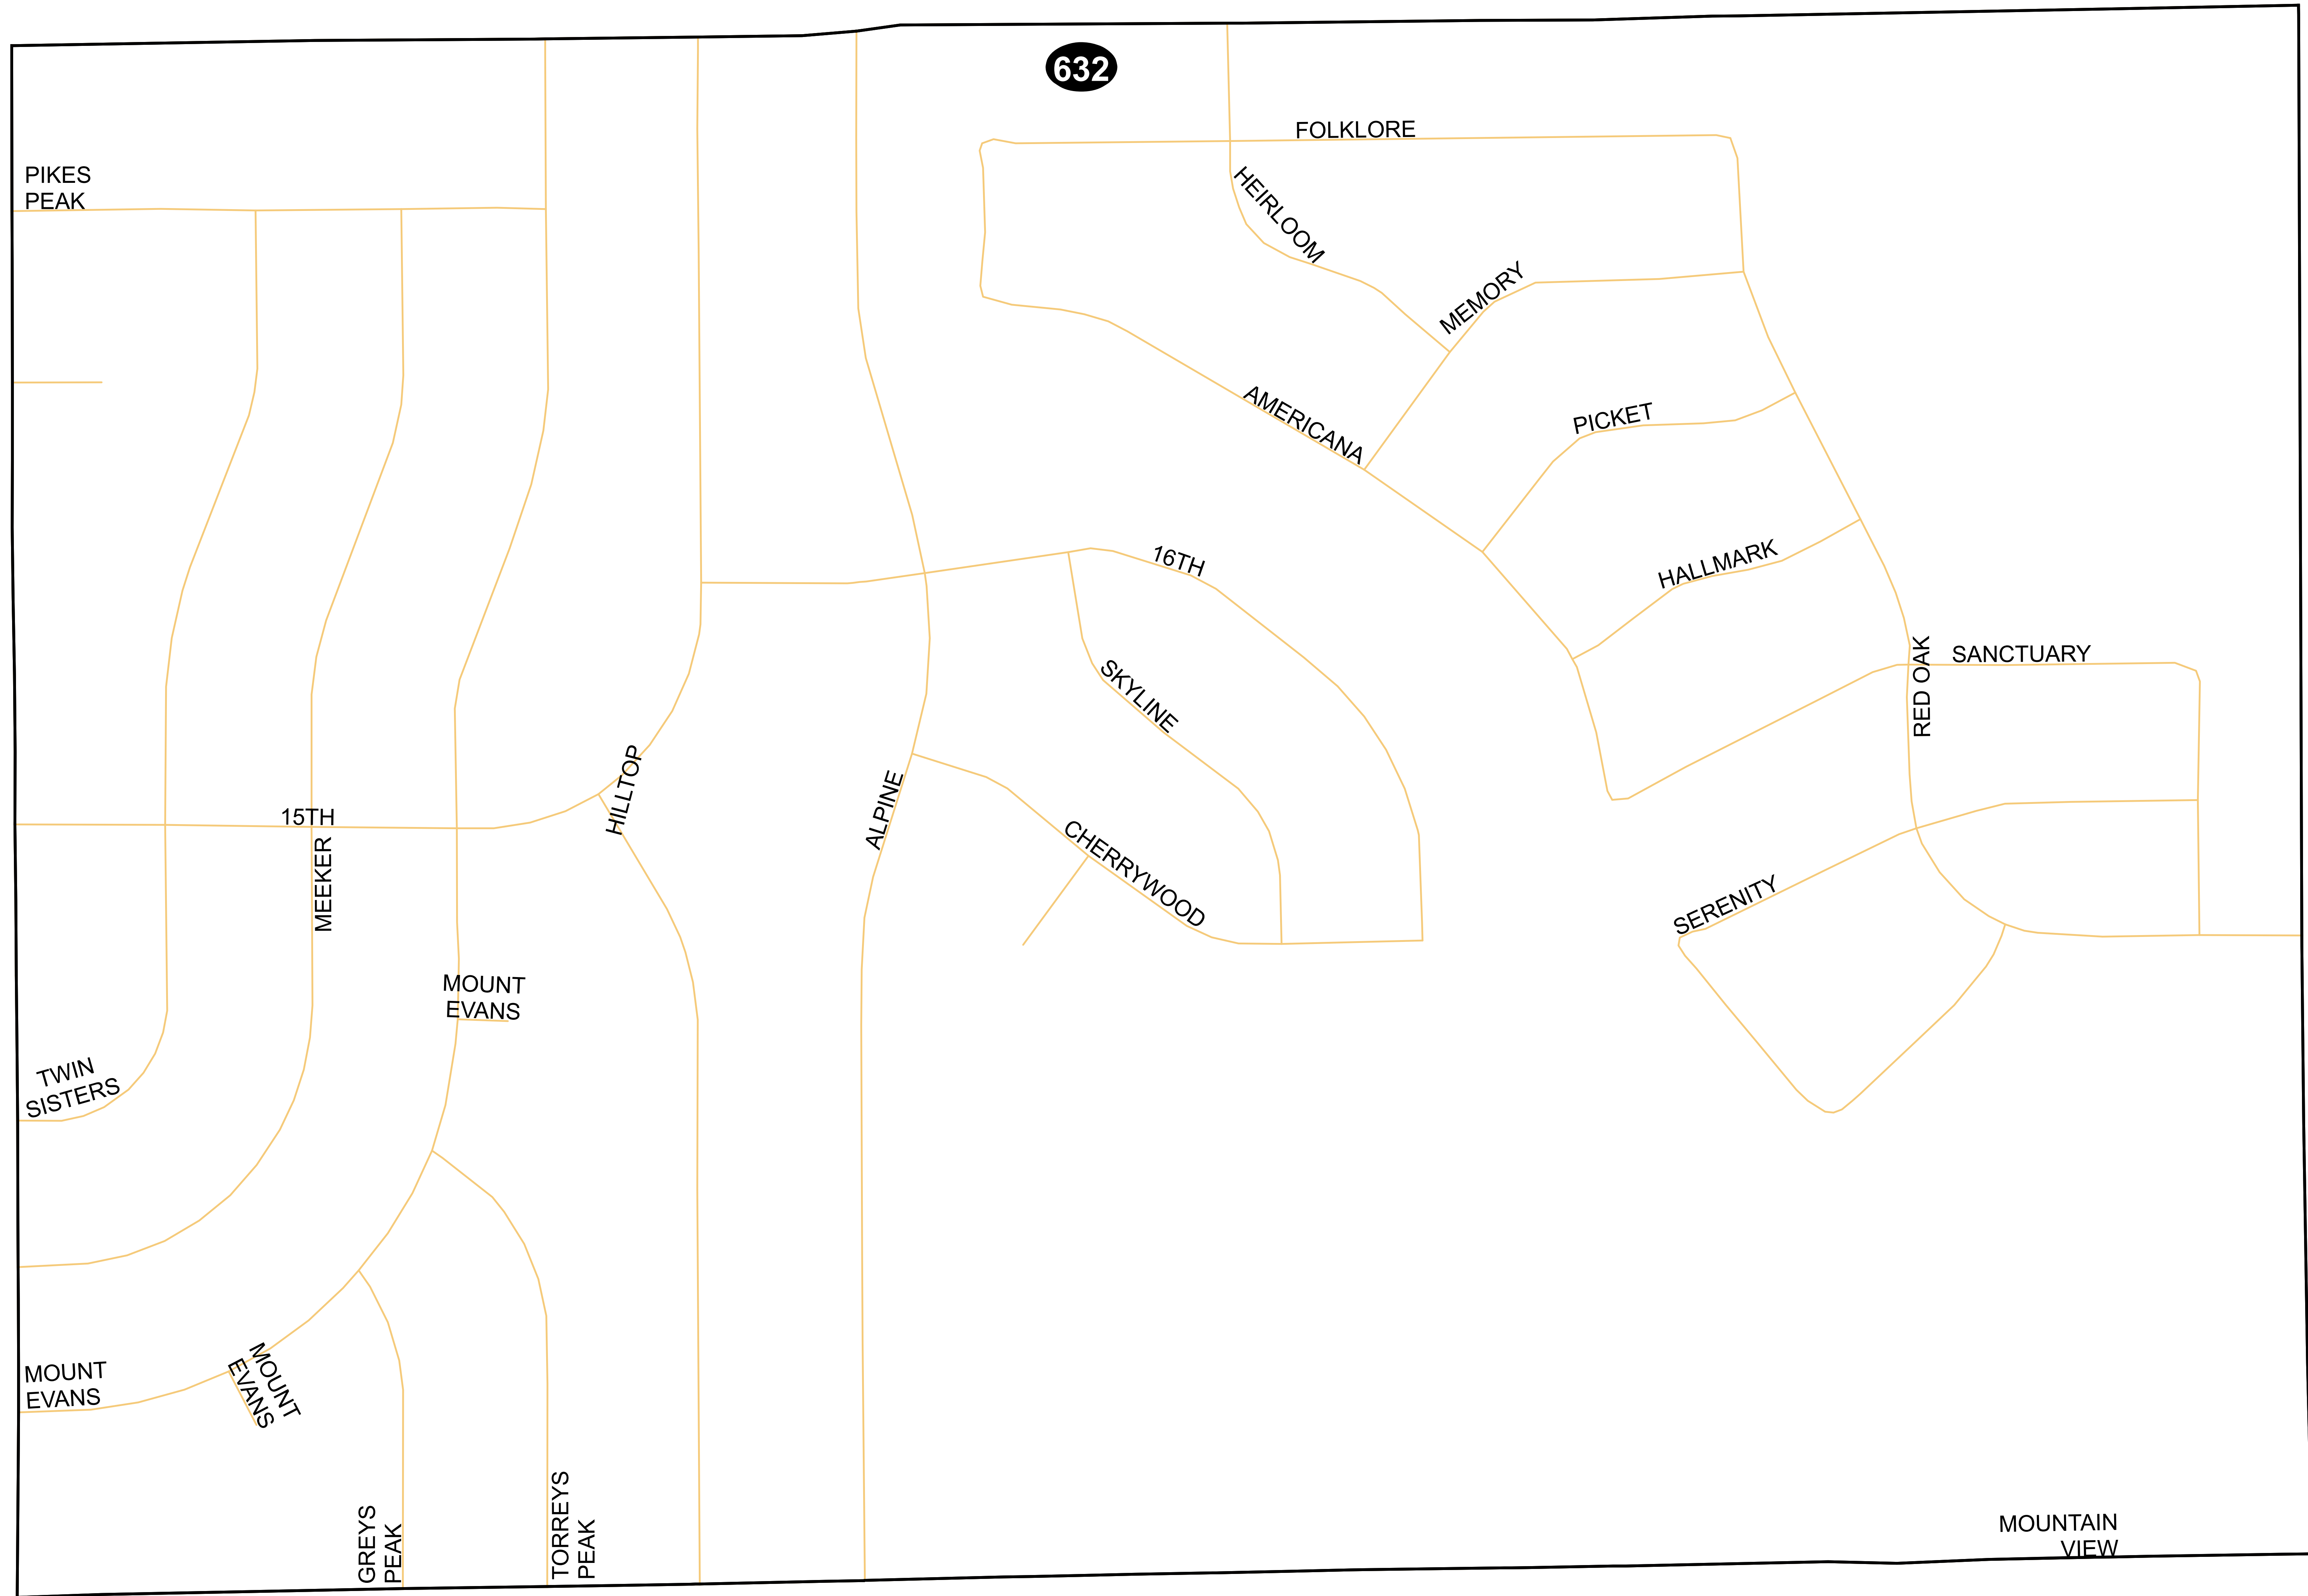 632
FOLKLORE
PIKES
PEAK
HEIRLOOM
MEMORY
AMERICANA
PICKET
16TH
HALLMARK
SANCTUARY
RED OAK
SKYLINE
HILLTOP
ALPINE
15TH
MEEKER
CHERRYWOOD
SERENITY
MOUNT
EVANS
TWIN
SISTERS
MOUNT
EVANS
MOUNT
EVANS
GREYS
PEAK
TORREYS
PEAK
MOUNTAIN
VIEW